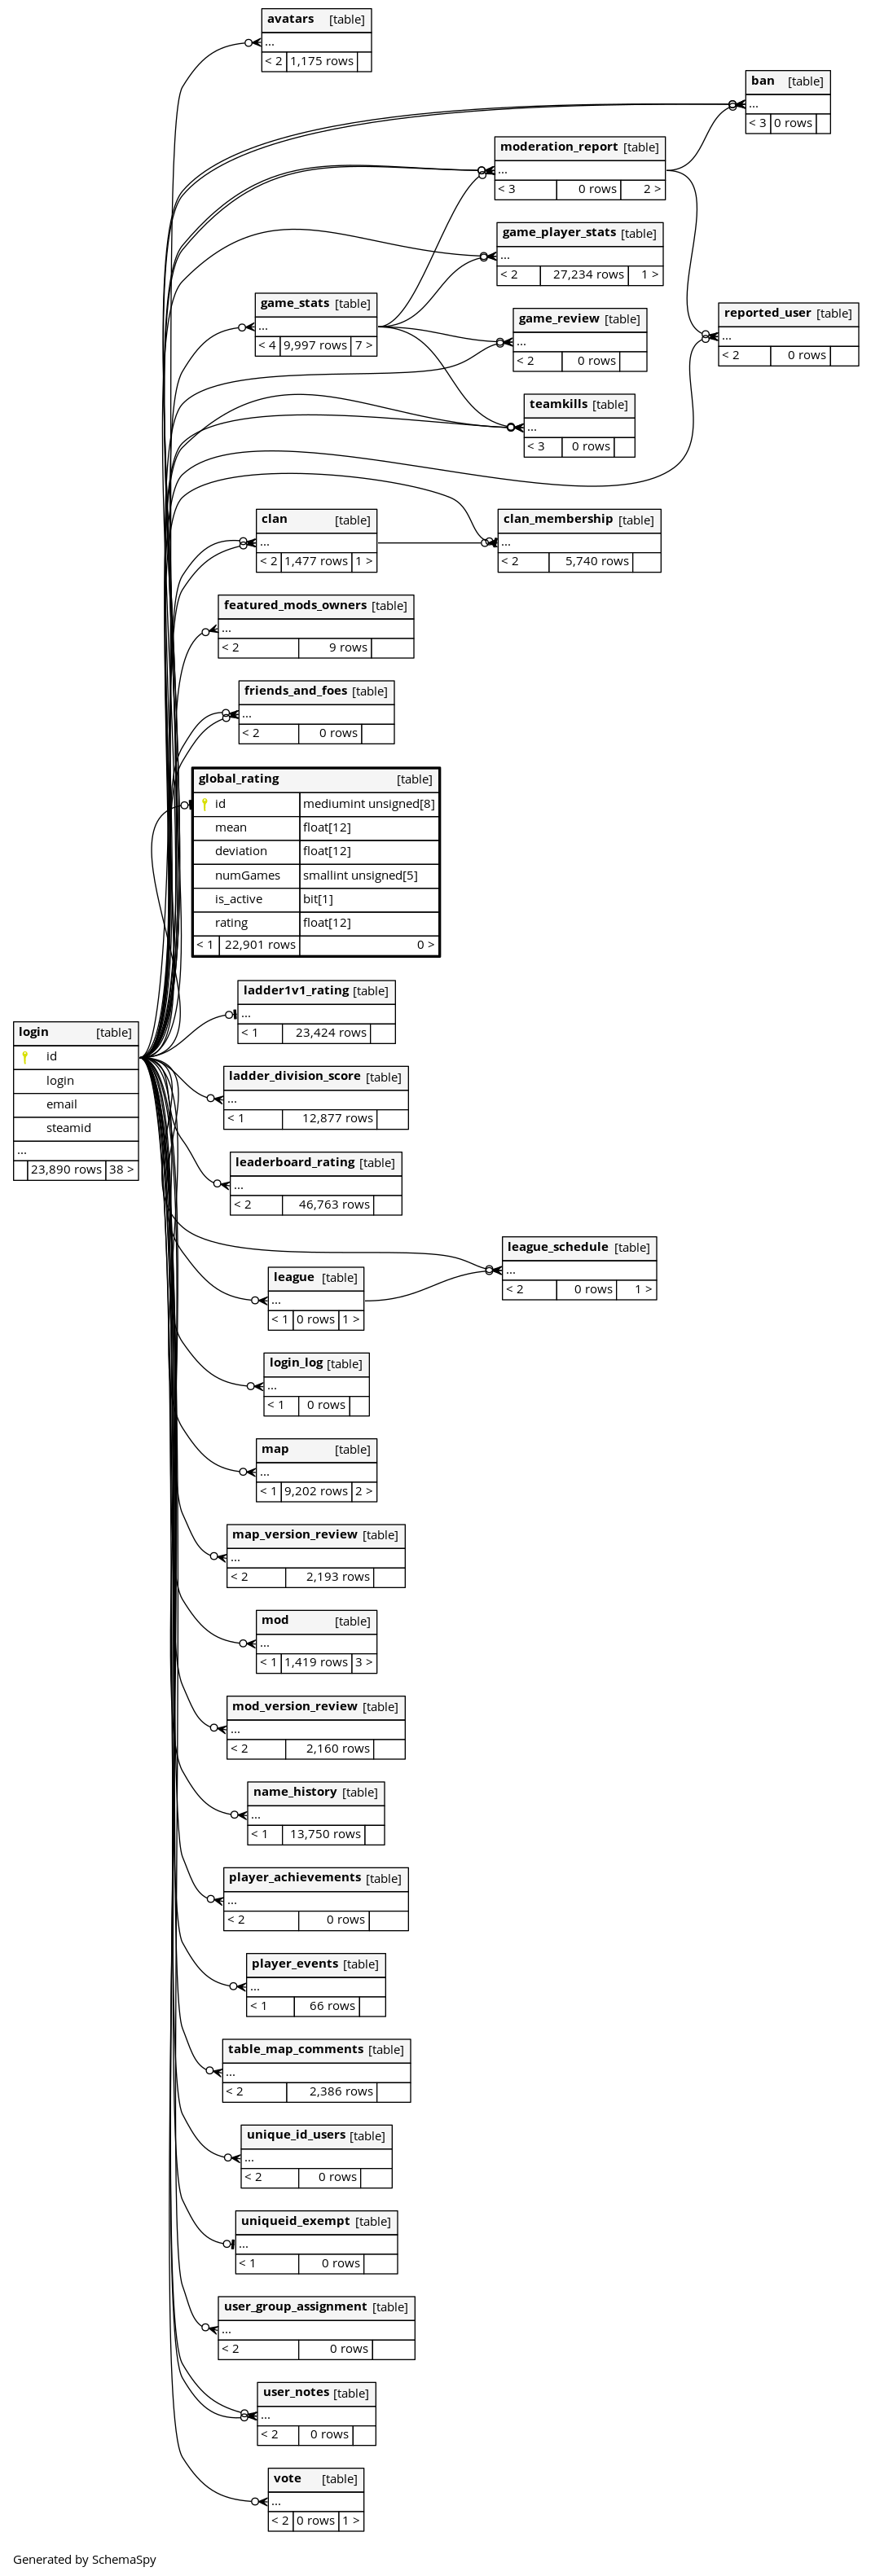 avatars [table]
...
< 2 1,175 rows
ban [table]
...
< 3 0 rows
moderation_report [table]
...
< 3 0 rows 2 >
game_player_stats [table]
...
< 2 27,234 rows 1 >
game_stats [table]
...
< 4 9,997 rows 7 >
game_review [table]
...
< 2 0 rows
reported_user [table]
...
< 2 0 rows
teamkills [table]
...
< 3 0 rows
clan [table]
...
< 2 1,477 rows 1 >
clan_membership [table]
...
< 2 5,740 rows
featured_mods_owners [table]
...
< 2 9 rows
friends_and_foes [table]
...
< 2 0 rows
global_rating [table]
id mediumint unsigned[8]
mean float[12]
deviation float[12]
numGames smallint unsigned[5]
is_active bit[1]
rating float[12]
< 1 22,901 rows 0 >
ladder1v1_rating [table]
...
< 1 23,424 rows
login [table]
id
login
email
steamid
...
23,890 rows 38 >
ladder_division_score [table]
...
< 1 12,877 rows
leaderboard_rating [table]
...
< 2 46,763 rows
league_schedule [table]
...
< 2 0 rows 1 >
league [table]
...
< 1 0 rows 1 >
login_log [table]
...
< 1 0 rows
map [table]
...
< 1 9,202 rows 2 >
map_version_review [table]
...
< 2 2,193 rows
mod [table]
...
< 1 1,419 rows 3 >
mod_version_review [table]
...
< 2 2,160 rows
name_history [table]
...
< 1 13,750 rows
player_achievements [table]
...
< 2 0 rows
player_events [table]
...
< 1 66 rows
table_map_comments [table]
...
< 2 2,386 rows
unique_id_users [table]
...
< 2 0 rows
uniqueid_exempt [table]
...
< 1 0 rows
user_group_assignment [table]
...
< 2 0 rows
user_notes [table]
...
< 2 0 rows
vote [table]
...
< 2 0 rows 1 >
Generated by SchemaSpy